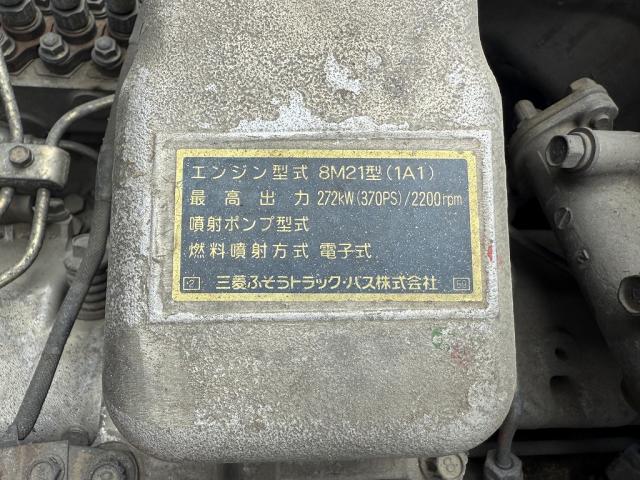 エンジン型式 8M21型(1A1)
最高出力 272kW(370PS)/2200rpm
噴射ポンプ型式
燃料噴射方式 電子式
三菱ふそうトラック・バス株式会社